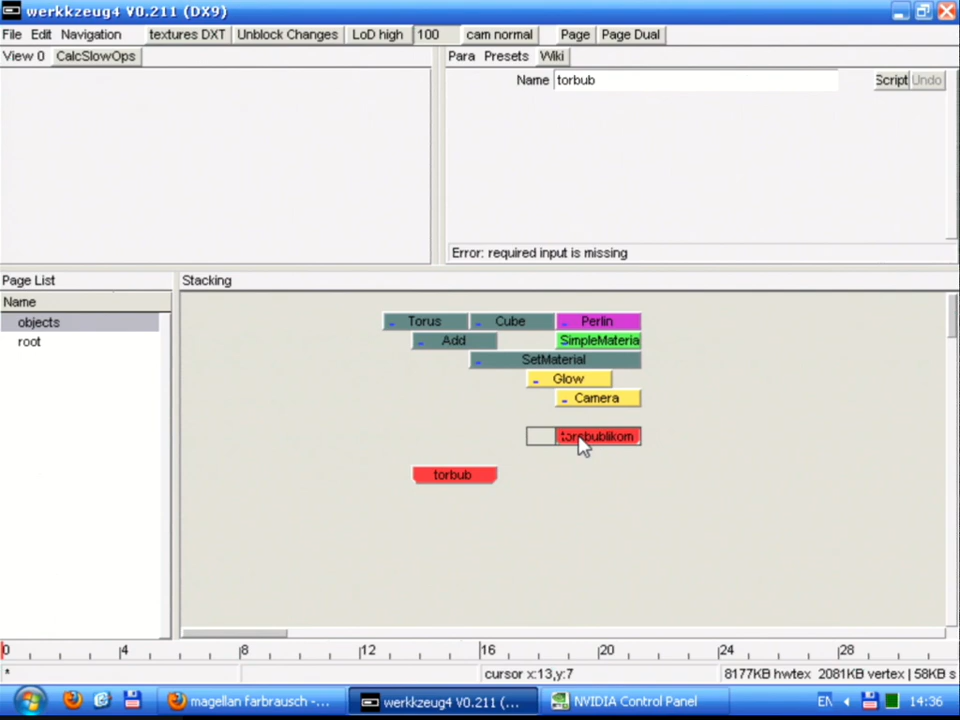 werkkzeug4 V0.211 (DX9)
File Edit Navigation textures DXT Unblock Changes LoD high 100 cam normal Page Page Dual
View 0 CalcSlowOps Para Presets Wiki
Name torbub Script Undo
Error: required input is missing
Page List Stacking
Name
objects
root
Torus Cube Perlin
Add SimpleMateria
SetMaterial
Glow
Camera
torbub
0 4 8 12 16 20 24 28
* cursor x:13,y:7 8177KB hwtex 2081KB vertex | 58KB s
magellan farbrausch -... werkkzeug4 V0.211 (... NVIDIA Control Panel EN 14:36